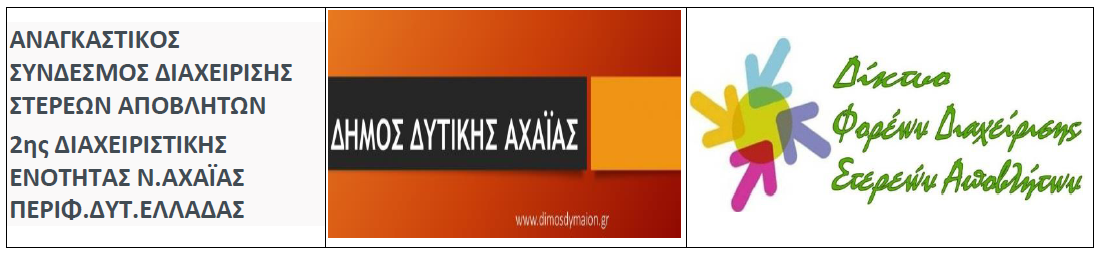 ΑΝΑΓΚΑΣΤΙΚΟΣ
ΣΥΝΔΕΣΜΟΣ ΔΙΑΧΕΙΡΙΣΗΣ
ΣΤΕΡΕΩΝ ΑΠΟΒΛΗΤΩΝ
2ης ΔΙΑΧΕΙΡΙΣΤΙΚΗΣ
ΕΝΟΤΗΤΑΣ Ν.ΑΧΑΪΑΣ
ΠΕΡΙΦ.ΔΥΤ.ΕΛΛΑΔΑΣ
ΔΗΜΟΣ ΔΥΤΙΚΗΣ ΑΧΑΪΑΣ
www.dimosdymaion.gr
Δίκτυο
Φορέων Διαχείρισης
Στερεών Αποβλήτων